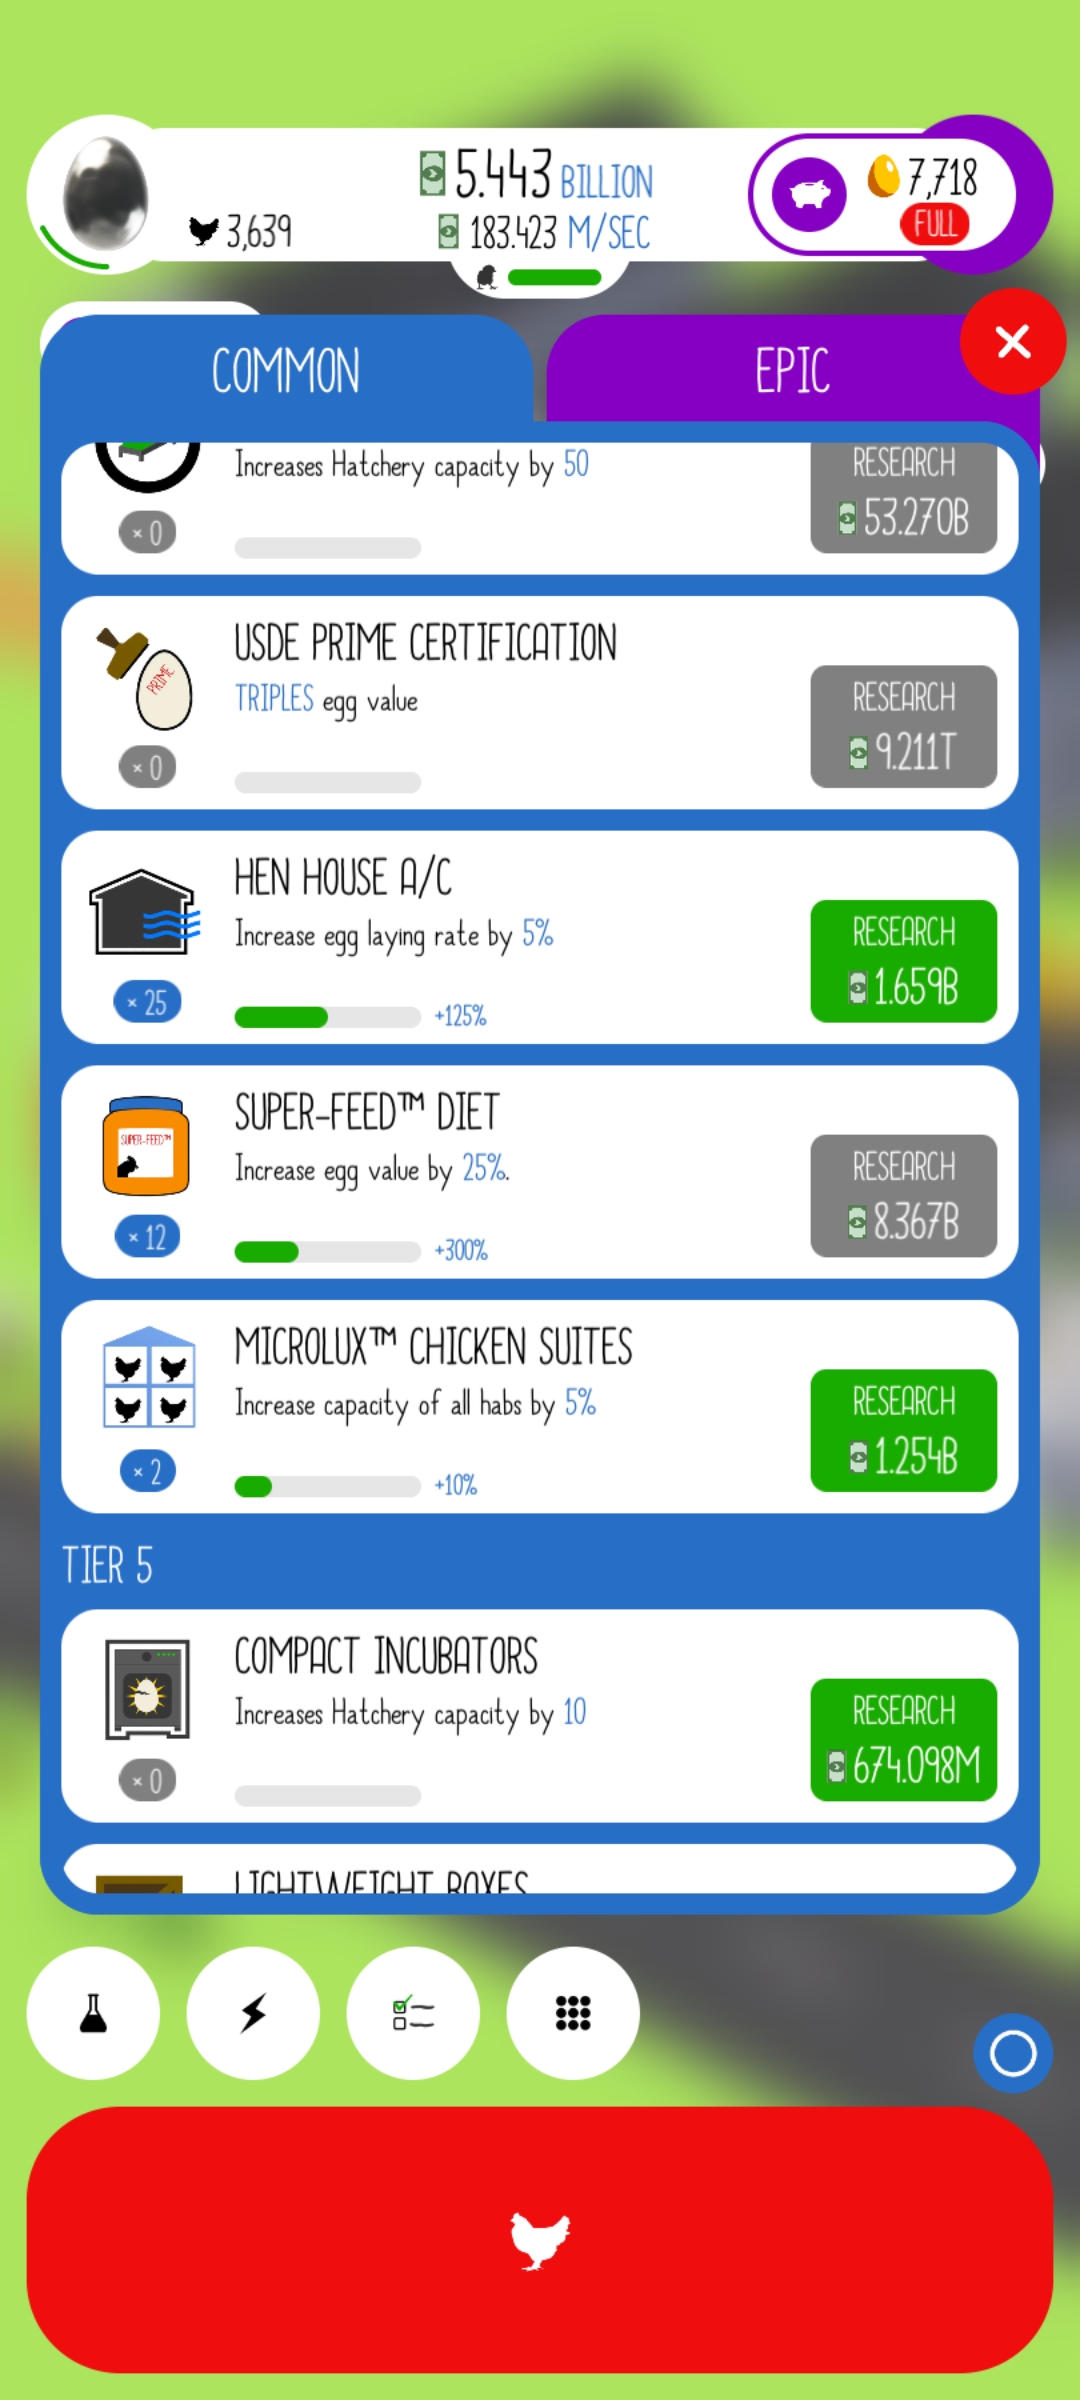 5.443 BILLION
3,639
183.423 M/SEC
7,718
FULL
COMMON
EPIC
Increases Hatchery capacity by 50
× 0
RESEARCH
53.270B
USDE PRIME CERTIFICATION
TRIPLES egg value
PRIME
× 0
RESEARCH
9.211T
HEN HOUSE A/C
Increase egg laying rate by 5%
× 25
+125%
RESEARCH
1.659B
SUPER-FEED™ DIET
Increase egg value by 25%.
SUPER-FEED™
× 12
+300%
RESEARCH
8.367B
MICROLUX™ CHICKEN SUITES
Increase capacity of all habs by 5%
× 2
+10%
RESEARCH
1.254B
TIER 5
COMPACT INCUBATORS
Increases Hatchery capacity by 10
× 0
RESEARCH
674.098M
LIGHTWEIGHT BOXES